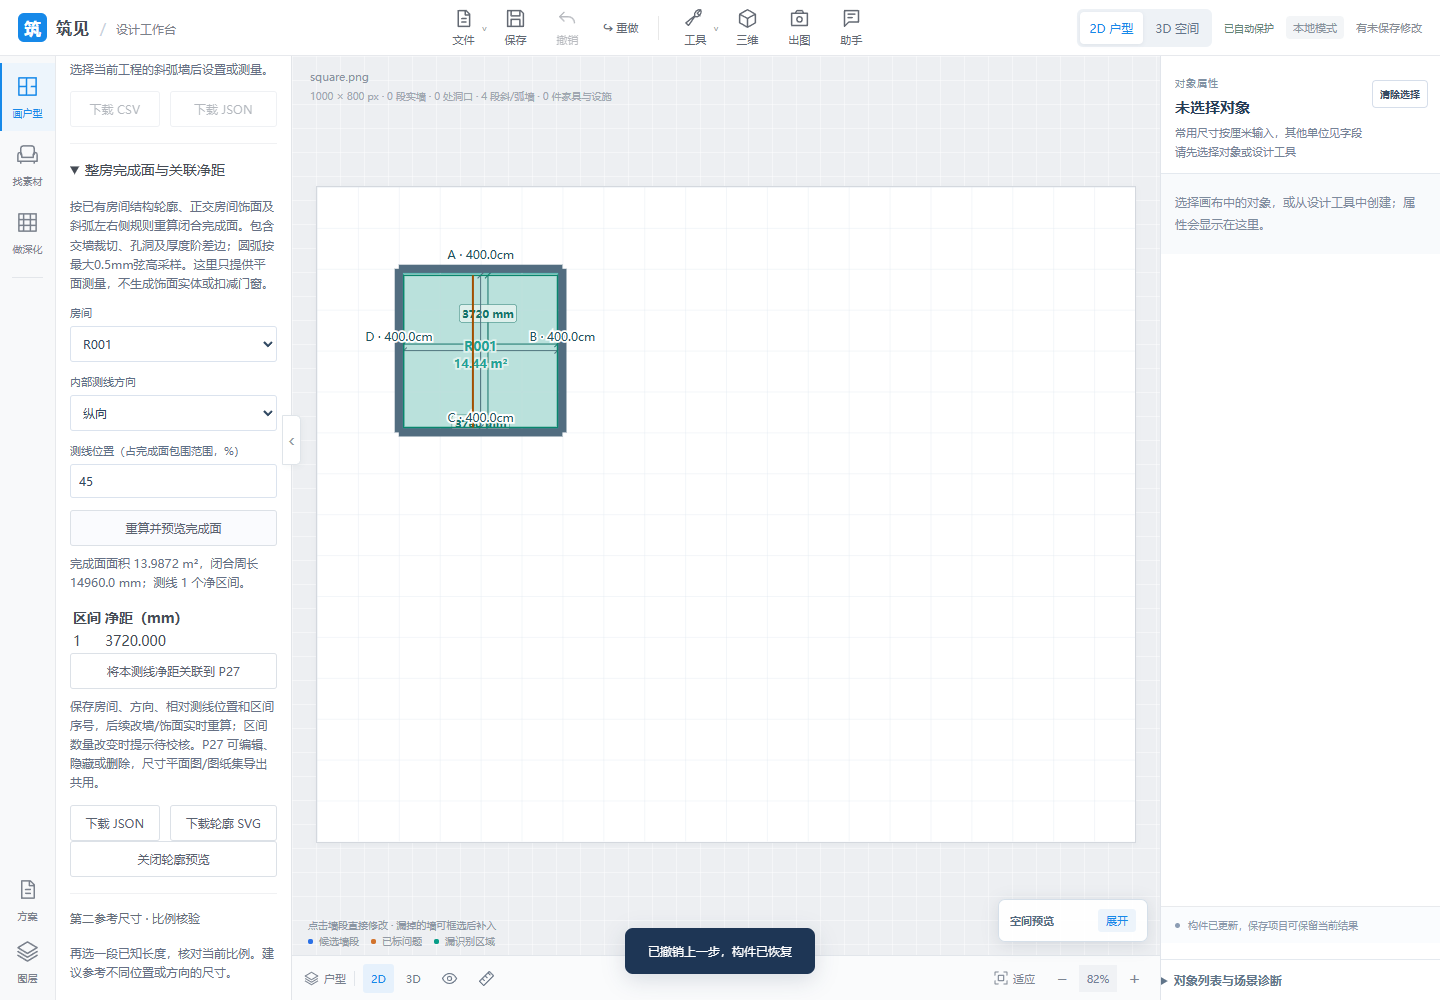 筑 筑见 / 设计工作台
文件
保存
撤销
重做
工具
三维
出图
助手
2D 户型
3D 空间
已自动保护
本地模式
有未保存修改
画户型
找素材
做深化
方案
图层
选择当前工程的斜弧墙后设置或测量。
下载 CSV
下载 JSON
整房完成面与关联净距
按已有房间结构轮廓、正交房间饰面及
斜弧左右侧规则重算闭合完成面。包含
交墙裁切、孔洞及厚度阶差边；圆弧按
最大0.5mm弦高采样。这里只提供平
面测量，不生成饰面实体或扣减门窗。
房间
R001
内部测线方向
纵向
测线位置（占完成面包围范围，%）
45
重算并预览完成面
完成面面积 13.9872 m²，闭合周长
14960.0 mm；测线 1 个净区间。
区间 净距（mm）
1 3720.000
将本测线净距关联到 P27
保存房间、方向、相对测线位置和区间
序号，后续改墙/饰面实时重算；区间
数量改变时提示待校核。P27 可编辑、
隐藏或删除，尺寸平面图/图纸集导出
共用。
下载 JSON
下载轮廓 SVG
关闭轮廓预览
第二参考尺寸 · 比例核验
再选一段已知长度，核对当前比例。建
议参考不同位置或方向的尺寸。
square.png
1000 × 800 px · 0 段实墙 · 0 处洞口 · 4 段斜/弧墙 · 0 件家具与设施
A · 400.0cm
3720 mm
D · 400.0cm
B · 400.0cm
R001
14.44 m²
C · 400.0cm
点击墙段直接修改 · 漏掉的墙可框选后补入
候选墙段
已标问题
漏识别区域
空间预览
展开
已撤销上一步，构件已恢复
户型
2D
3D
适应
82%
对象属性
未选择对象
清除选择
常用尺寸按厘米输入，其他单位见字段
请先选择对象或设计工具
选择画布中的对象，或从设计工具中创建；属
性会显示在这里。
构件已更新，保存项目可保留当前结果
对象列表与场景诊断